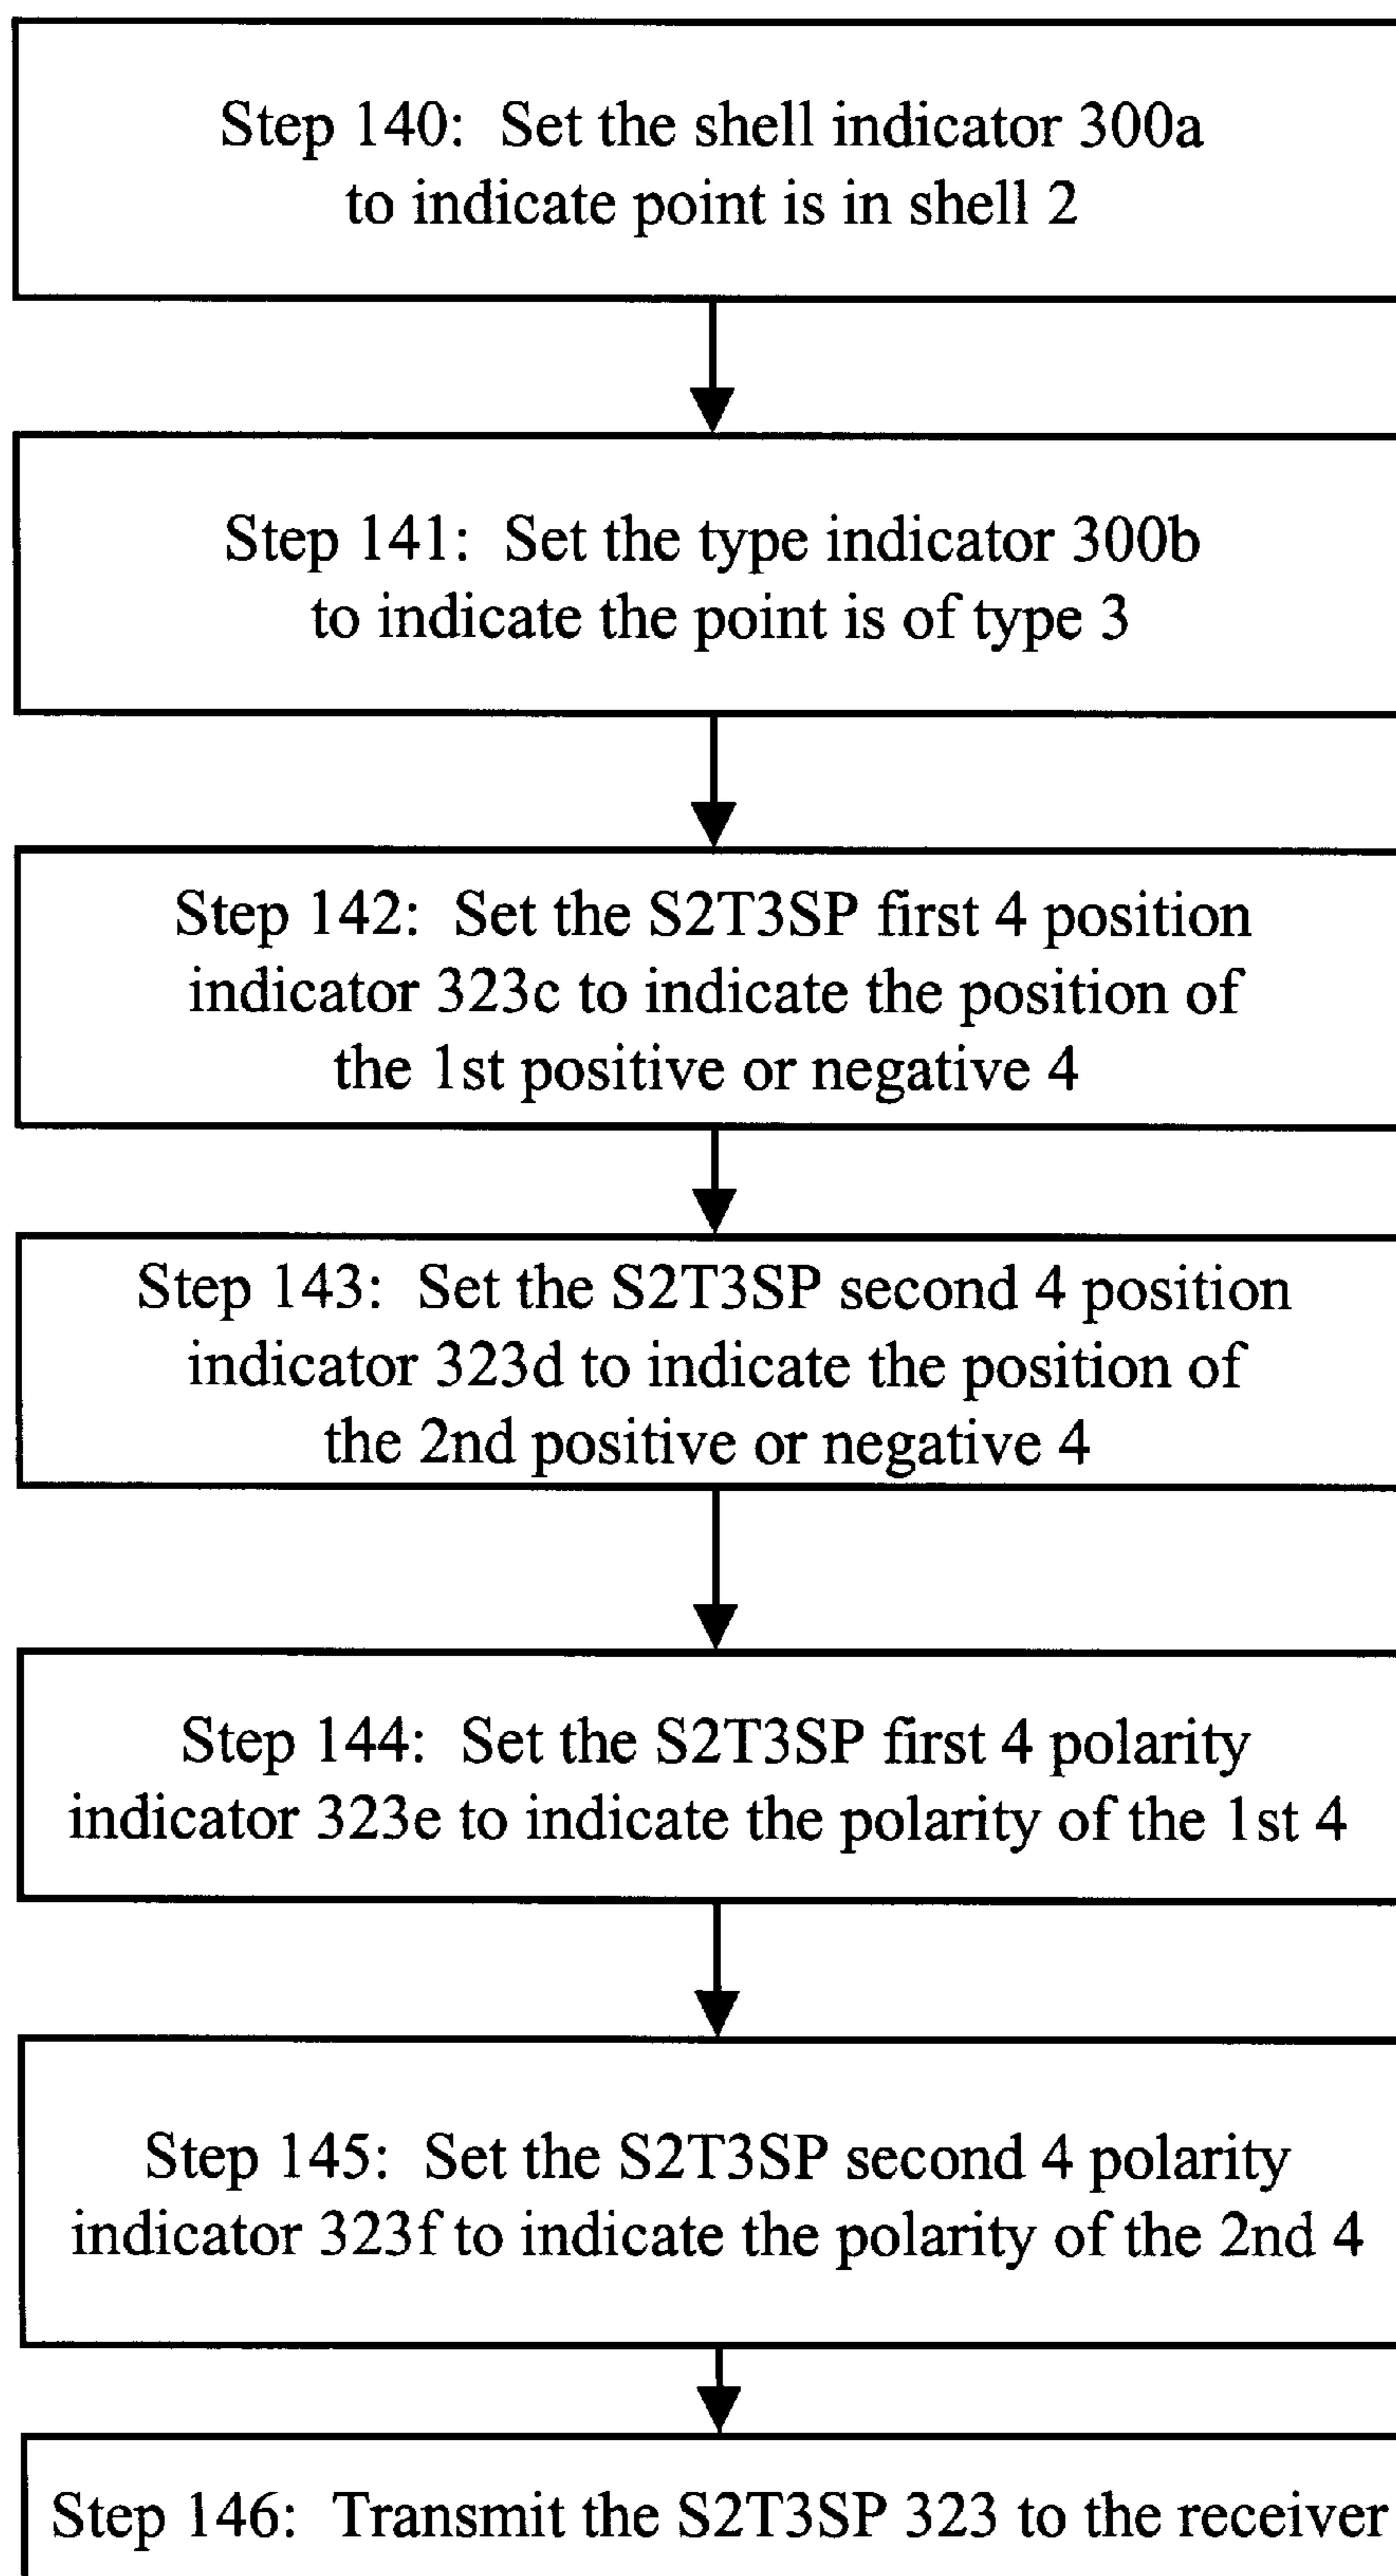 Step 140: Set the shell indicator 300a
to indicate point is in shell 2
Step 141: Set the type indicator 300b
to indicate the point is of type 3
Step 142: Set the S2T3SP first 4 position
indicator 323c to indicate the position of
the 1st positive or negative 4
Step 143: Set the S2T3SP second 4 position
indicator 323d to indicate the position of
the 2nd positive or negative 4
Step 144: Set the S2T3SP first 4 polarity
indicator 323e to indicate the polarity of the 1st 4
Step 145: Set the S2T3SP second 4 polarity
indicator 323f to indicate the polarity of the 2nd 4
Step 146: Transmit the S2T3SP 323 to the receiver